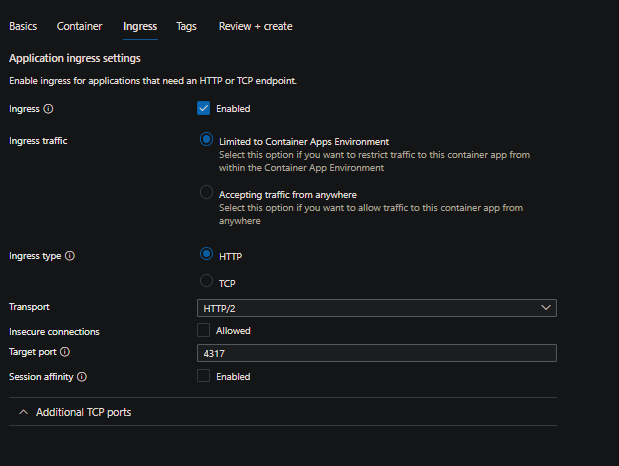 Basics Container Ingress Tags Review + create
Application ingress settings
Enable ingress for applications that need an HTTP or TCP endpoint.
Ingress Enabled
Ingress traffic Limited to Container Apps Environment
Select this option if you want to restrict traffic to this container app from
within the Container App Environment
Accepting traffic from anywhere
Select this option if you want to allow traffic to this container app from
anywhere
Ingress type HTTP
TCP
Transport HTTP/2
Insecure connections Allowed
Target port 4317
Session affinity Enabled
Additional TCP ports